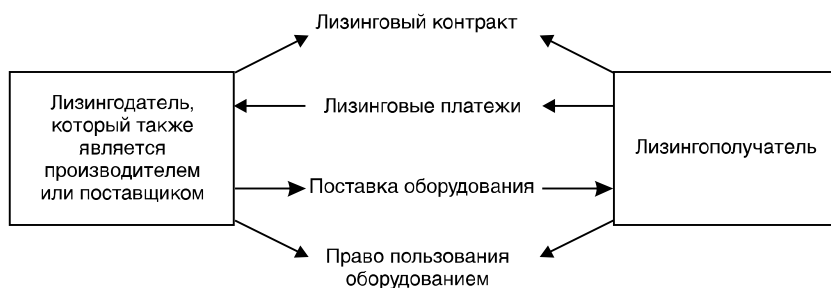 Лизинговый контракт
Лизингодатель,
который также
является
производителем
или поставщиком
Лизинговые платежи
Лизингополучатель
Поставка оборудования
Право пользования
оборудованием